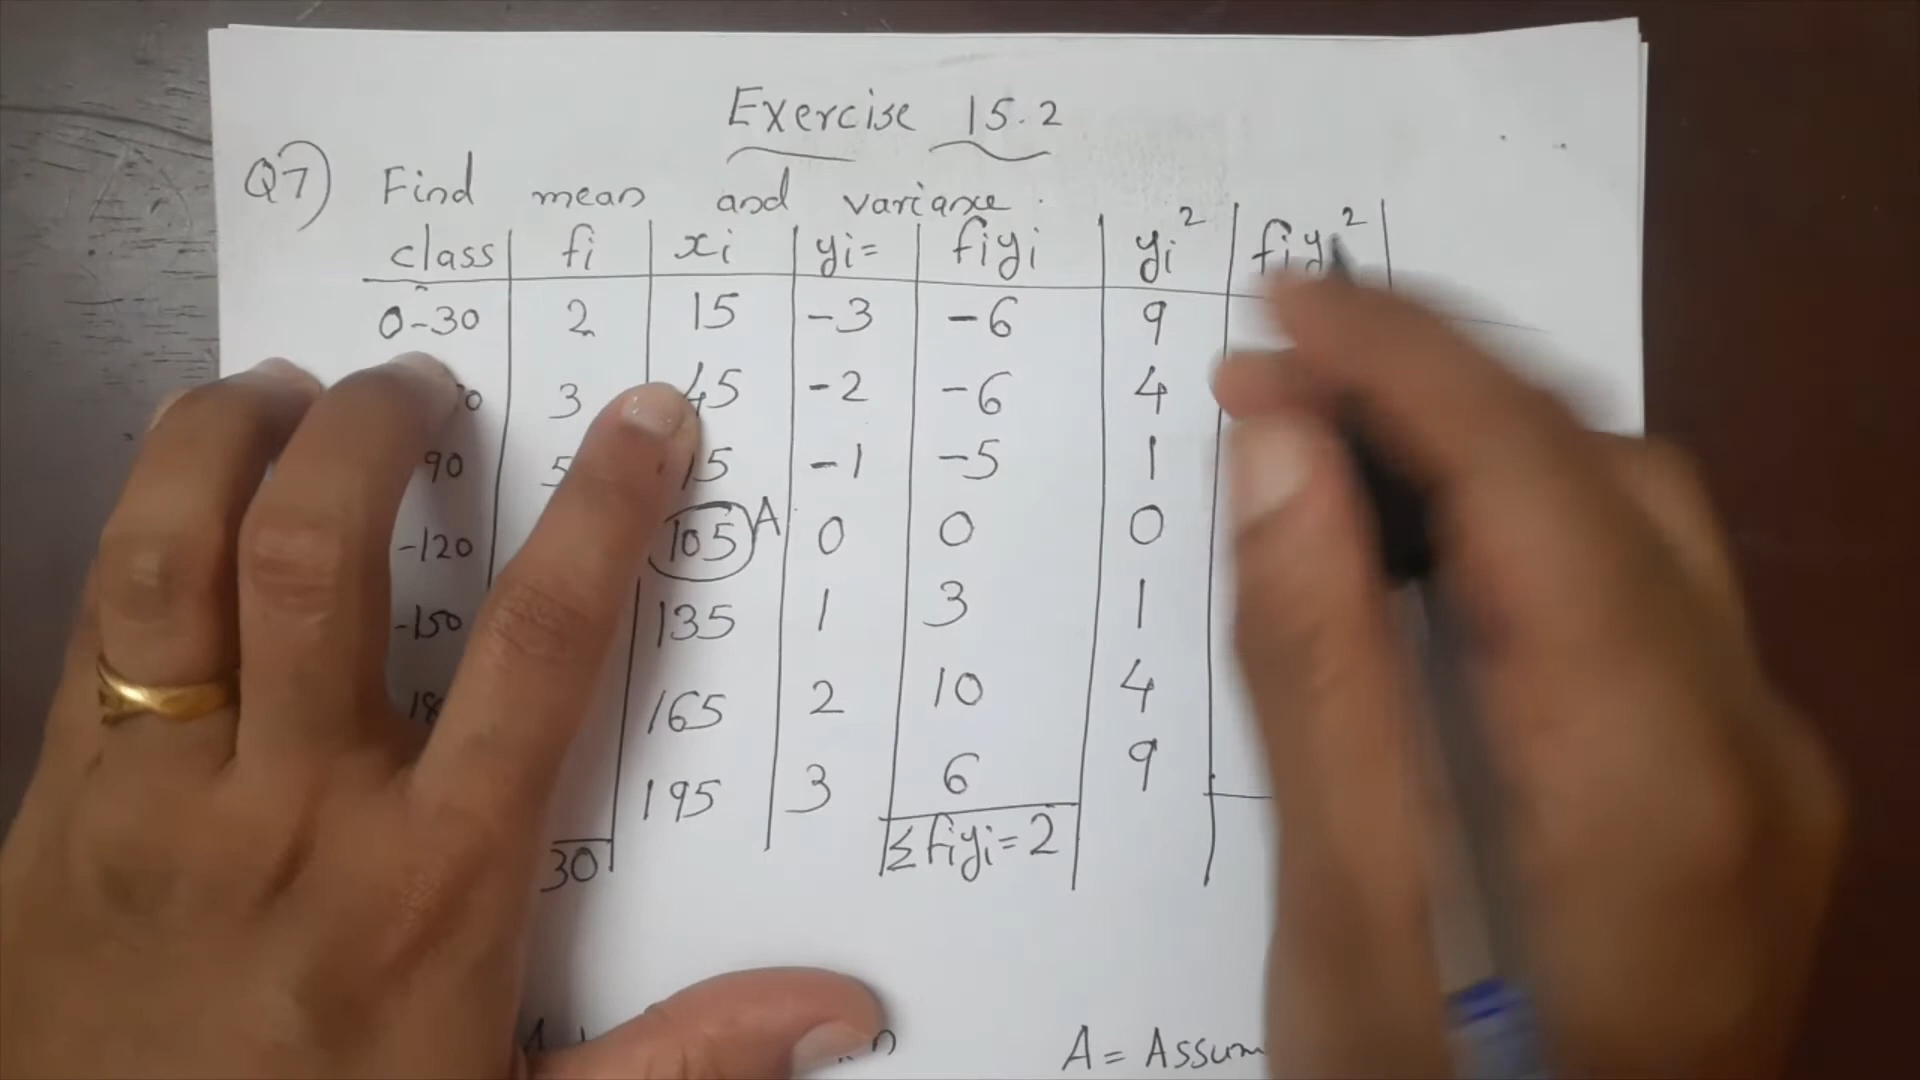 Exercise 15.2
Q7) Find mean and variance.
class fi xi yi= fiyi yi² fiyi²
0-30 2 15 -3 -6 9
3 45 -2 -6 4
90 5 -1 -5 1
-120 105 A 0 0 0
-150 135 1 3 1
165 2 10 4
195 3 6 9
30 Σfiyi=2
A =